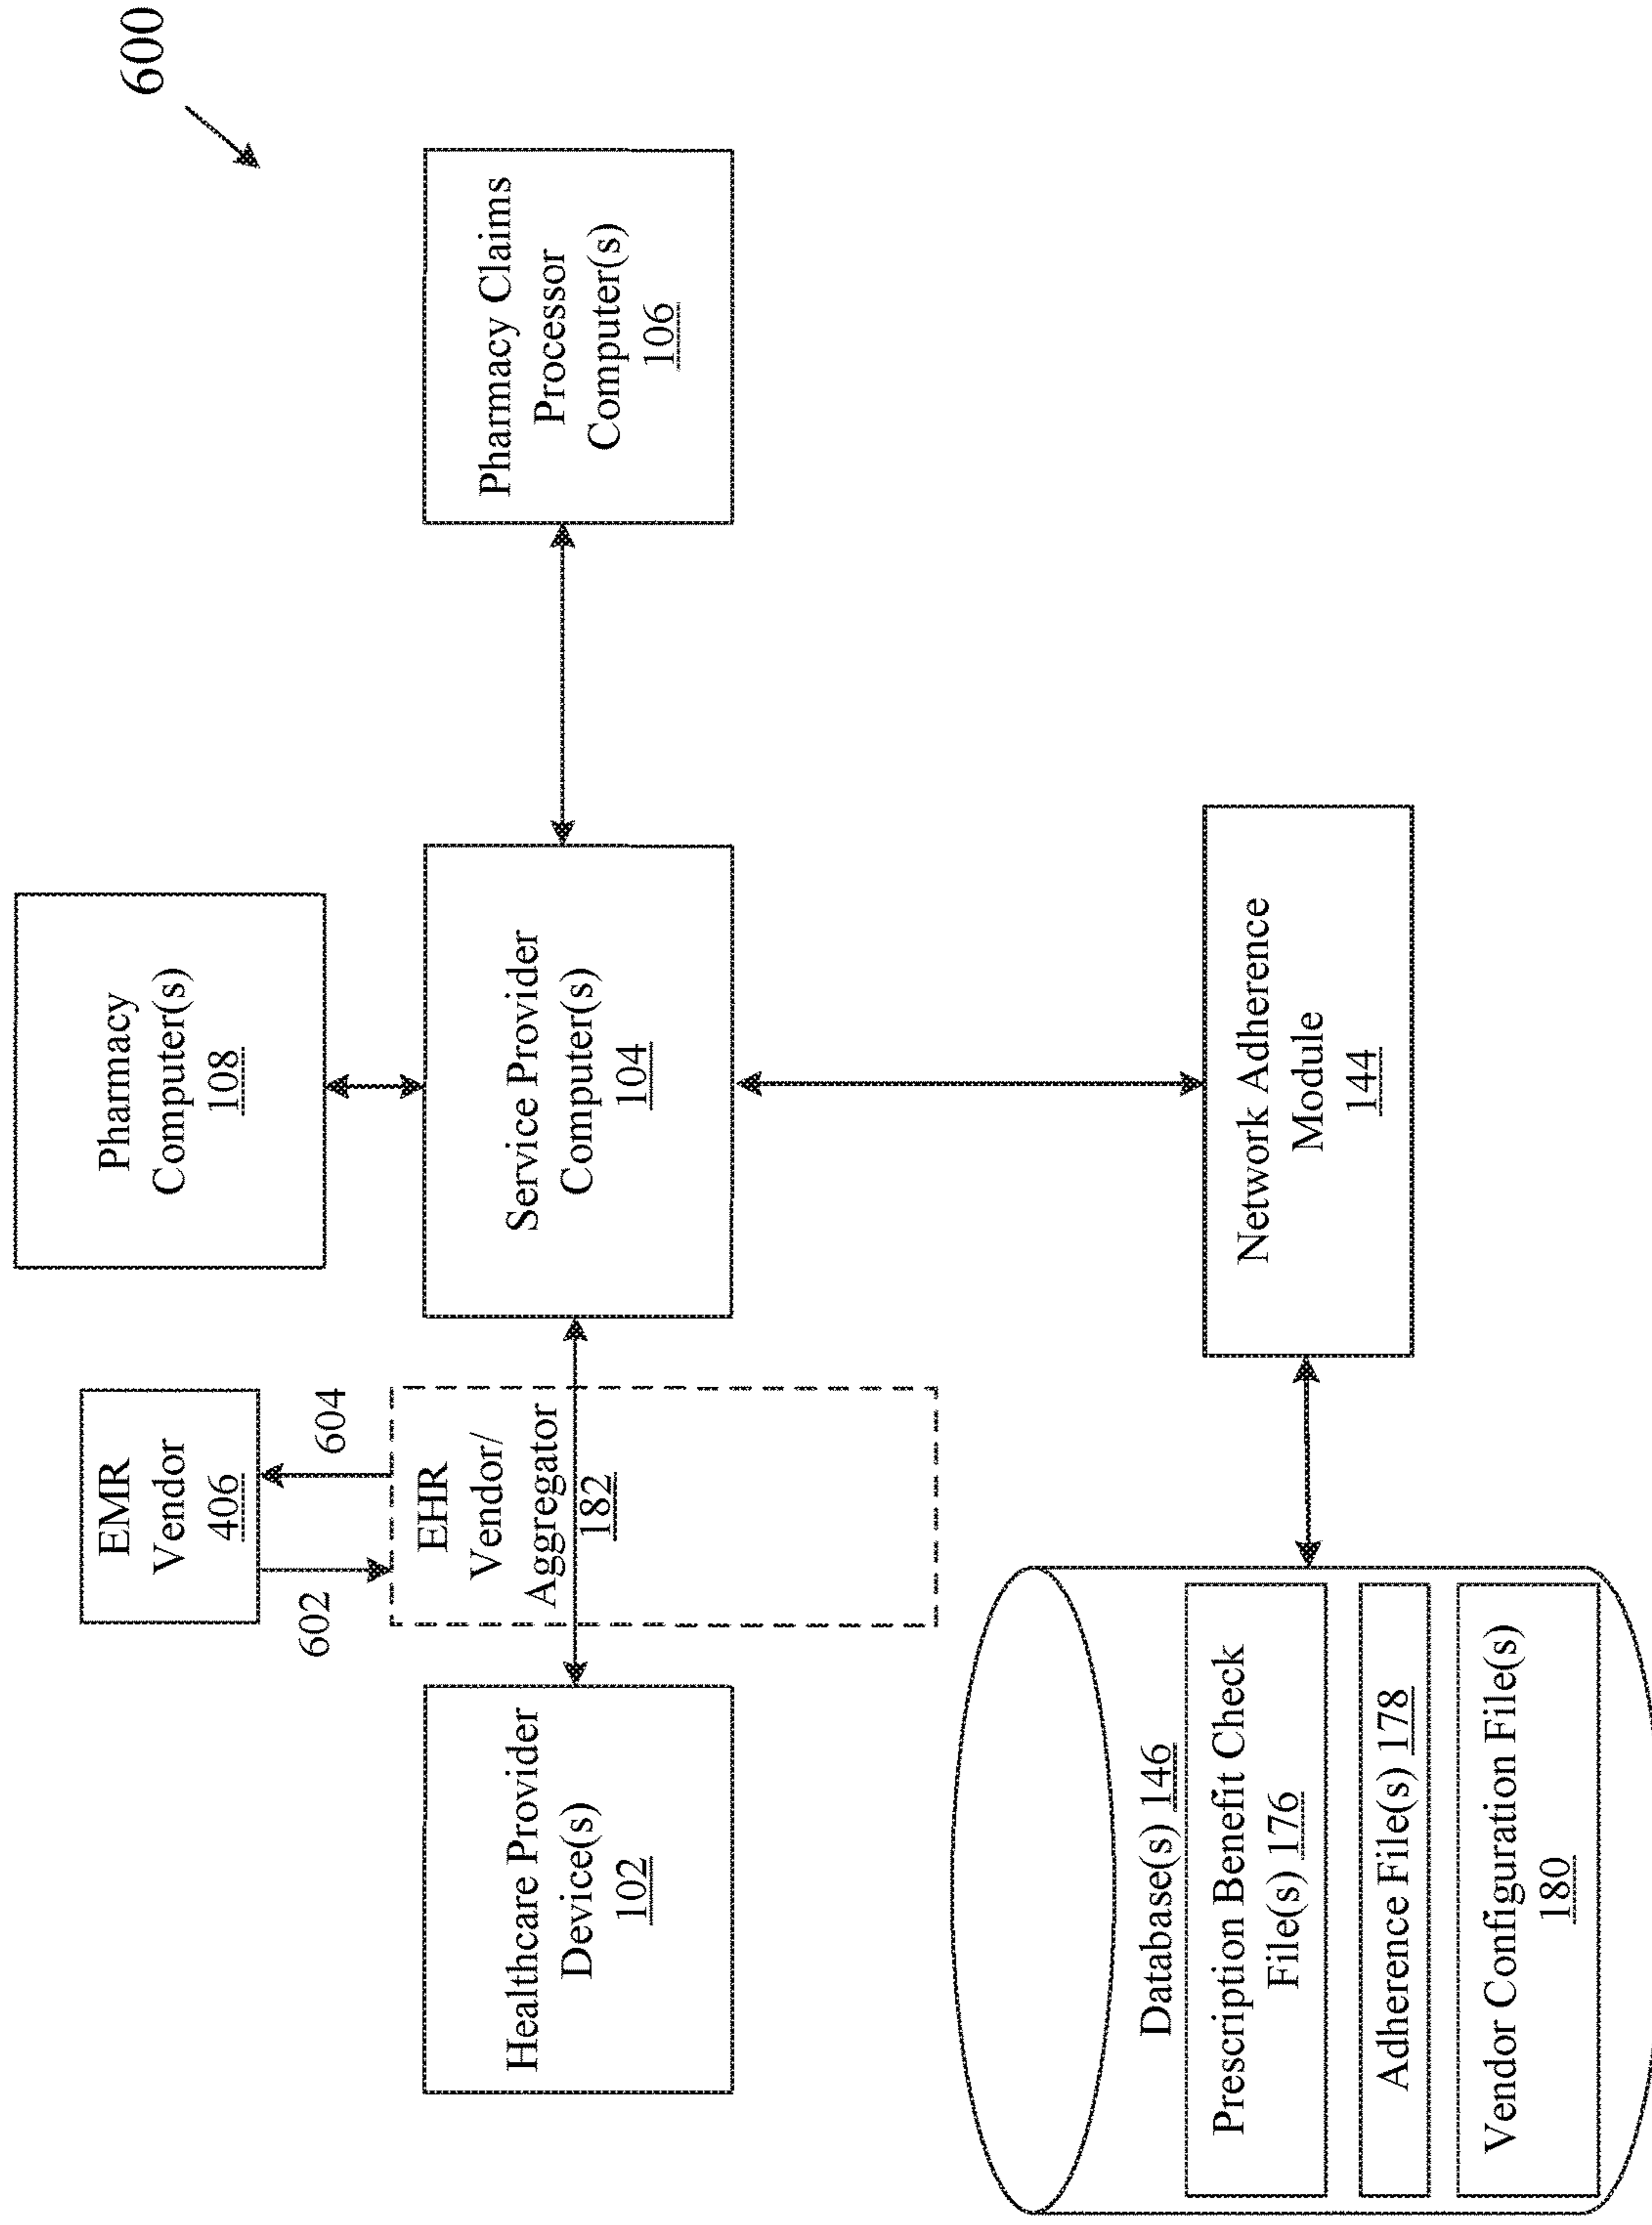 600
EMR
Vendor
406
Pharmacy
Computer(s)
108
602
604
Healthcare Provider
Device(s)
102
EHR
Vendor/
Aggregator
182
Service Provider
Computer(s)
104
Pharmacy Claims
Processor
Computer(s)
106
Database(s) 146
Prescription Benefit Check
File(s) 176
Adherence File(s) 178
Vendor Configuration File(s)
180
Network Adherence
Module
144